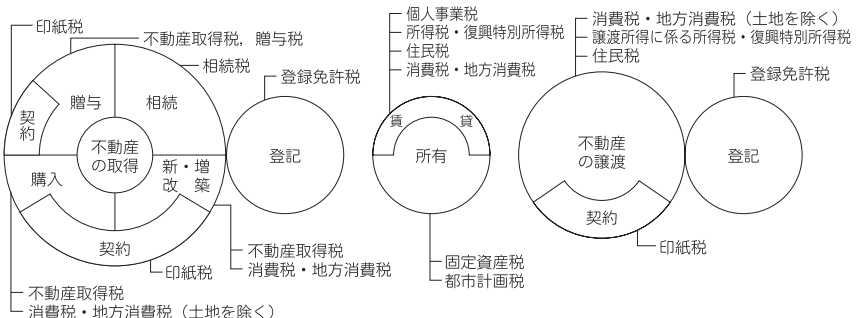 印紙税
不動産取得税，贈与税
相続税
登録免許税
契約
贈与
相続
不動産
の取得
購入
新・増
改　築
契約
登記
印紙税
不動産取得税
消費税・地方消費税
不動産取得税
消費税・地方消費税（土地を除く）
個人事業税
所得税・復興特別所得税
住民税
消費税・地方消費税
賃　貸
所有
固定資産税
都市計画税
消費税・地方消費税（土地を除く）
譲渡所得に係る所得税・復興特別所得税
住民税
登録免許税
不動産
の譲渡
契約
登記
印紙税